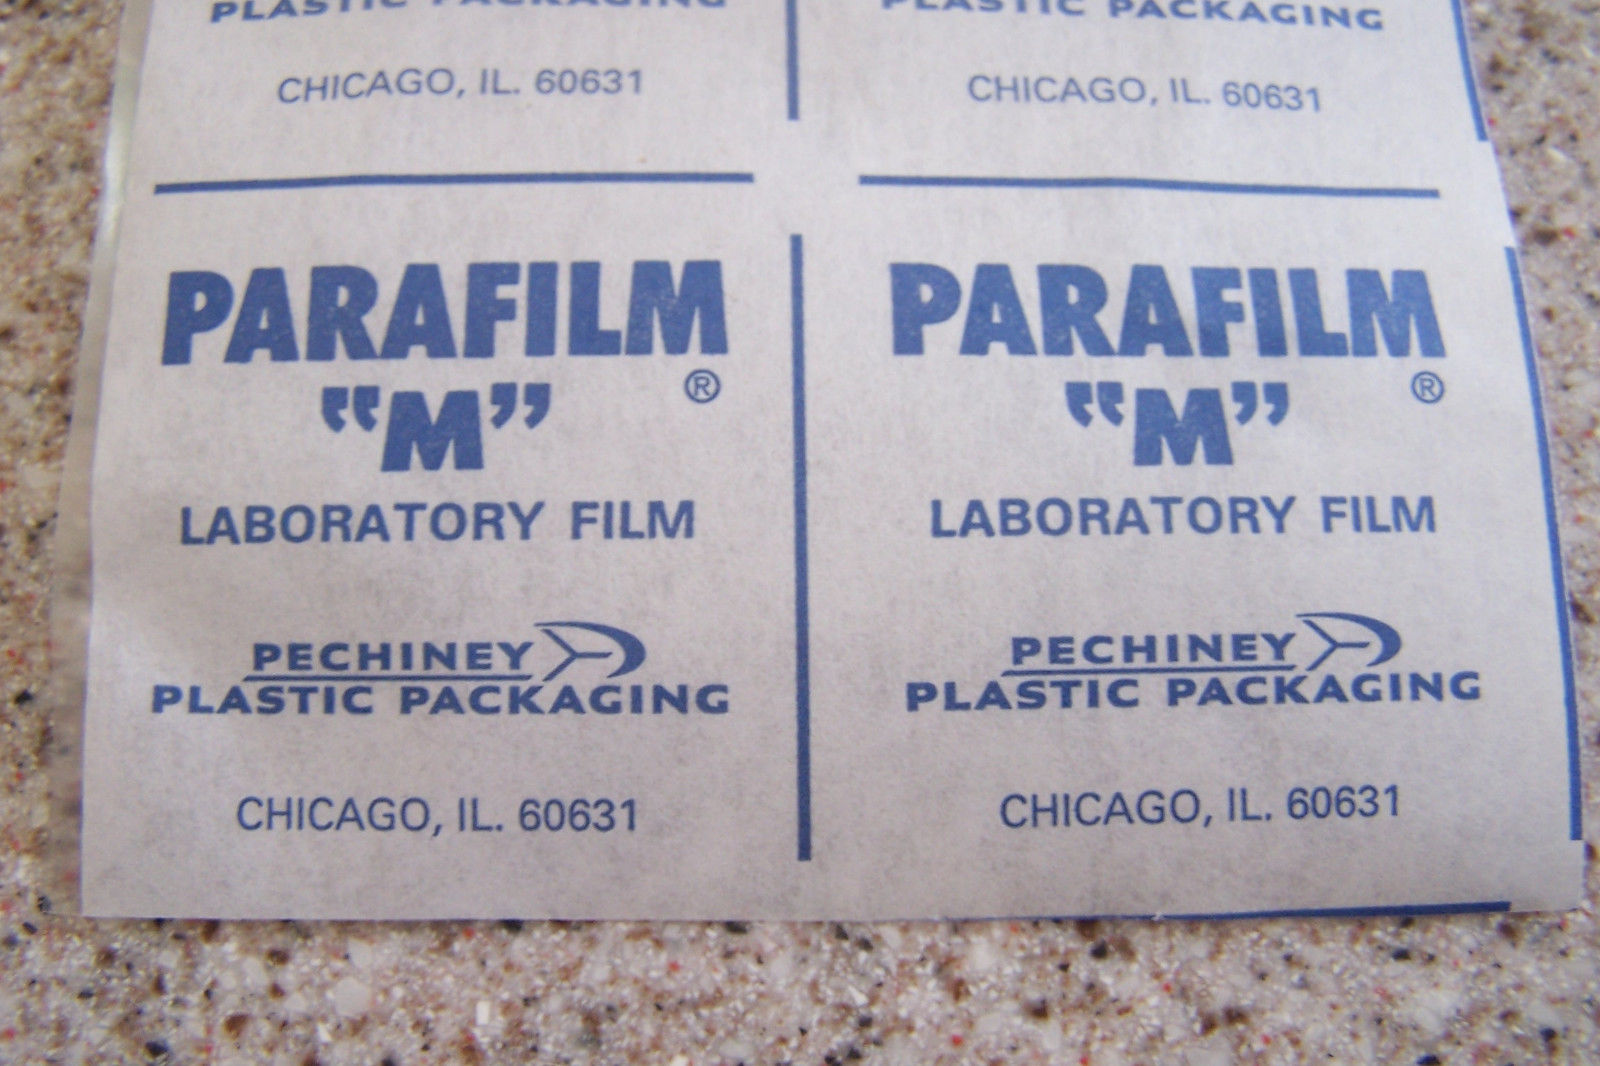 PLASTIC PACKAGING PLASTIC PACKAGING
CHICAGO, IL. 60631 CHICAGO, IL. 60631
PARAFILM PARAFILM
“M” ® “M” ®
LABORATORY FILM LABORATORY FILM
PECHINEY PECHINEY
PLASTIC PACKAGING PLASTIC PACKAGING
CHICAGO, IL. 60631 CHICAGO, IL. 60631